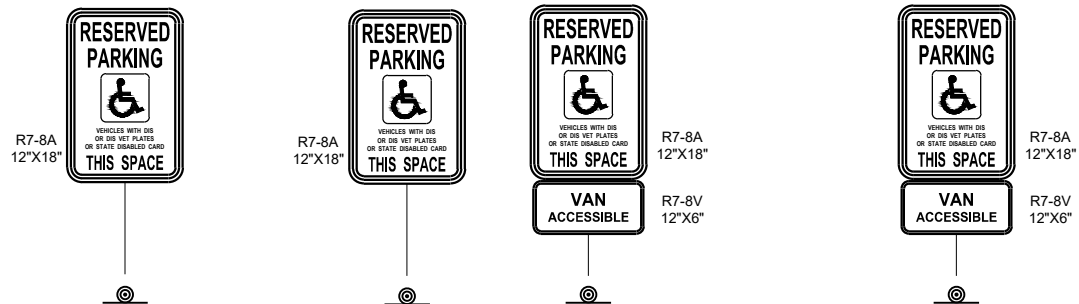 RESERVED
PARKING
VEHICLES WITH DIS
OR DIS VET PLATES
OR STATE DISABLED CARD
THIS SPACE
R7-8A
12"X18"
RESERVED
PARKING
VEHICLES WITH DIS
OR DIS VET PLATES
OR STATE DISABLED CARD
THIS SPACE
R7-8A
12"X18"
RESERVED
PARKING
VEHICLES WITH DIS
OR DIS VET PLATES
OR STATE DISABLED CARD
THIS SPACE
R7-8A
12"X18"
VAN
ACCESSIBLE
R7-8V
12"X6"
RESERVED
PARKING
VEHICLES WITH DIS
OR DIS VET PLATES
OR STATE DISABLED CARD
THIS SPACE
R7-8A
12"X18"
VAN
ACCESSIBLE
R7-8V
12"X6"